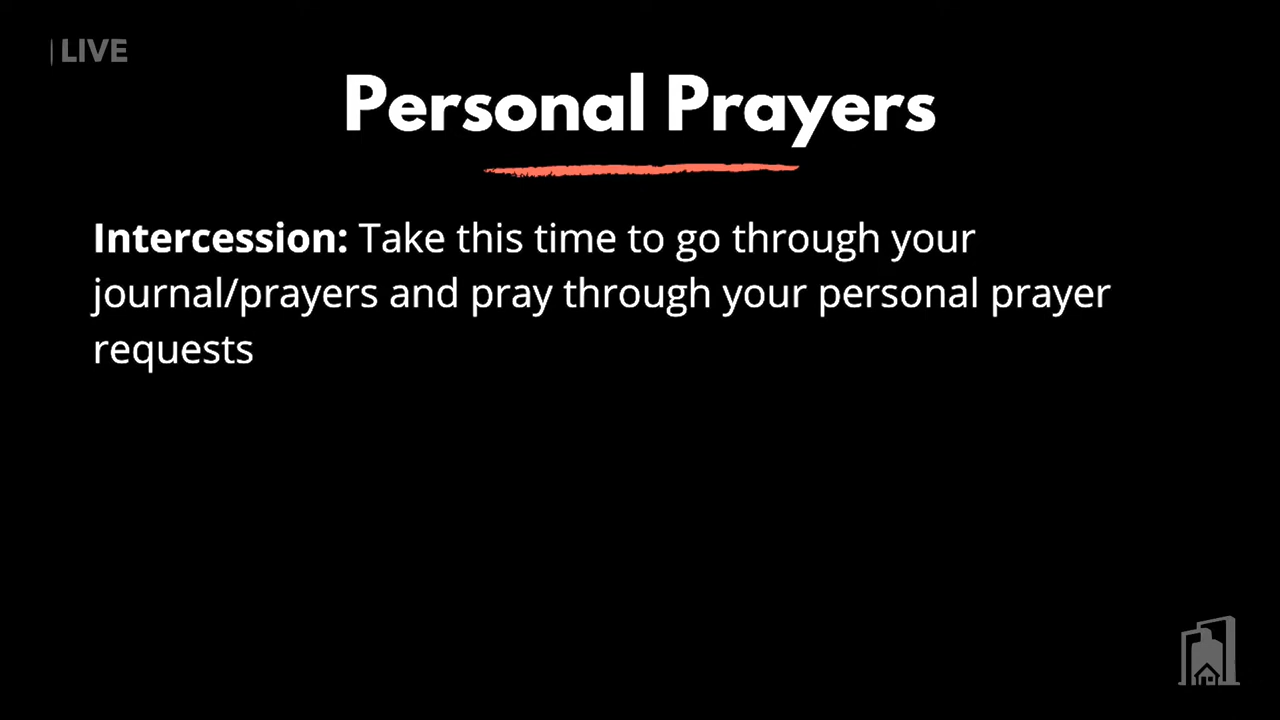 | LIVE
Personal Prayers
Intercession: Take this time to go through your
journal/prayers and pray through your personal prayer
requests